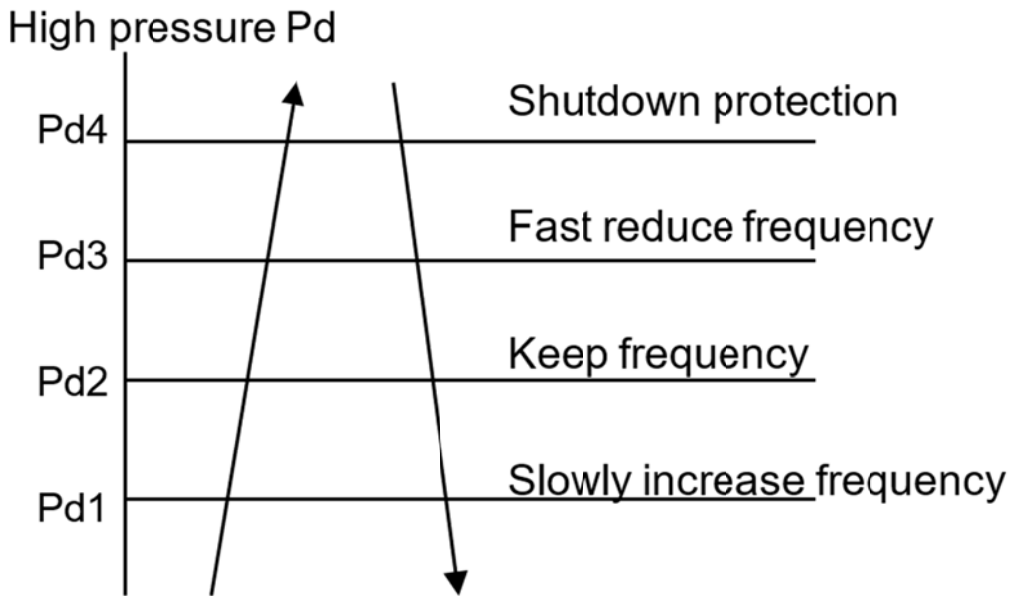 High pressure Pd
Shutdown protection
Pd4
Fast reduce frequency
Pd3
Keep frequency
Pd2
Slowly increase frequency
Pd1